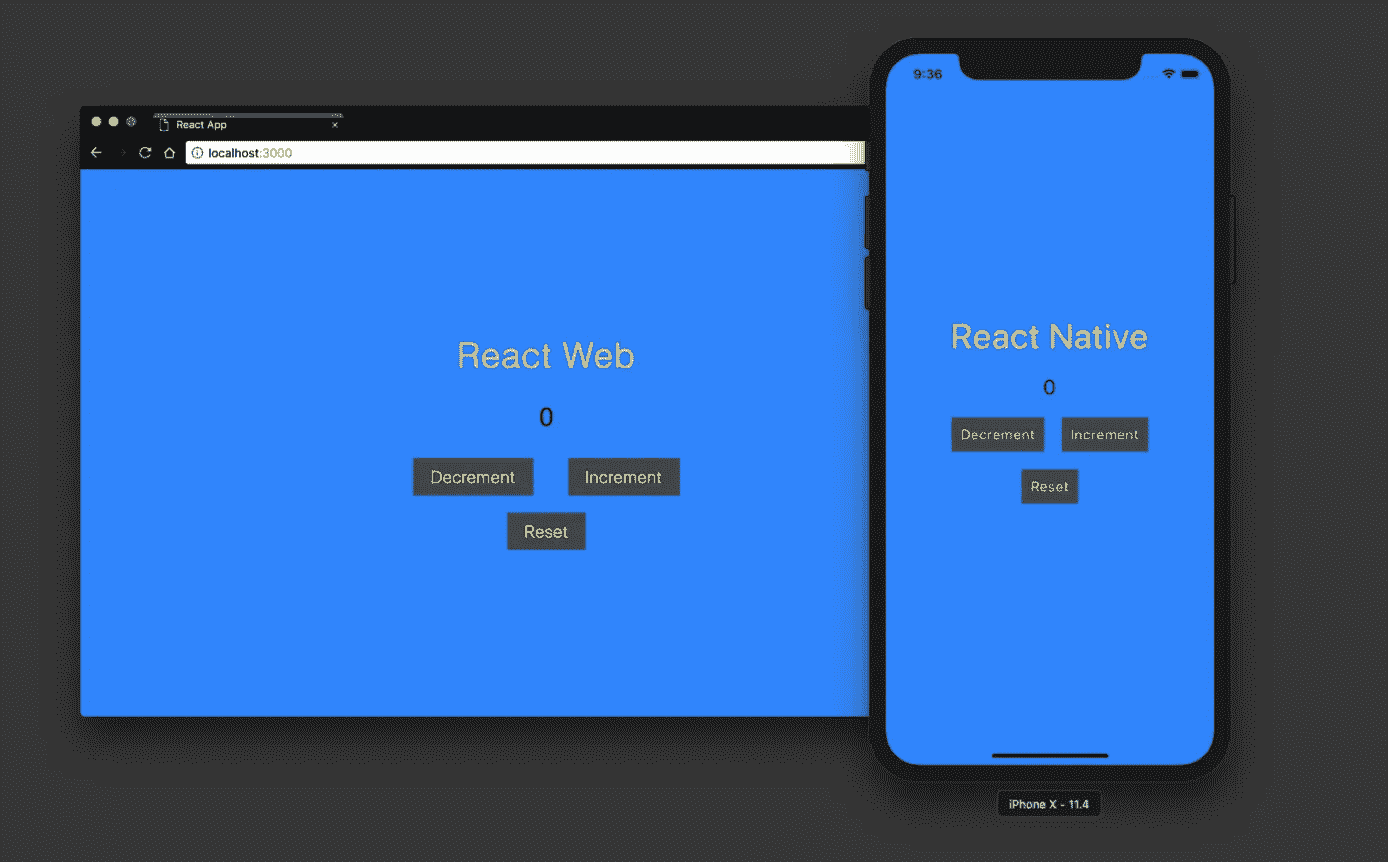 React App
localhost:3000
React Web
0
Decrement Increment
Reset
9:36
React Native
0
Decrement Increment
Reset
iPhone X - 11.4